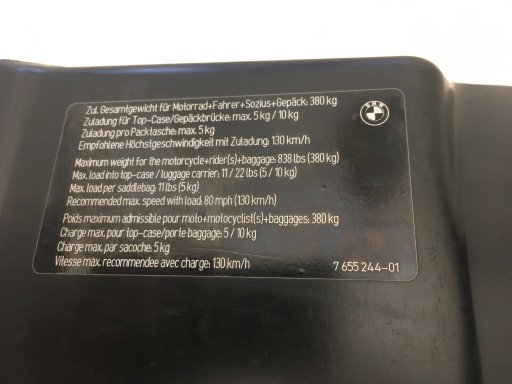 Zul. Gesamtgewicht für Motorrad+Fahrer+Sozius+Gepäck: 380 kg
Zuladung für Top-Case/Gepäckbrücke: max. 5 kg / 10 kg
Zuladung pro Packtasche: max. 5 kg
Empfohlene Höchstgeschwindigkeit mit Zuladung: 130 km/h
Maximum weight for the motorcycle+rider(s)+baggage: 838 lbs (380 kg)
Max. load into top-case / luggage carrier: 11 / 22 lbs (5 / 10 kg)
Max. load per saddlebag: 11 lbs (5 kg)
Recommended max. speed with load: 80 mph (130 km/h)
Poids maximum admissible pour moto+motocyclist(s)+baggages: 380 kg
Charge max. pour top-case/porte baggage: 5 / 10 kg
Charge max. par sacoche: 5 kg
Vitesse max. recommendee avec charge: 130 km/h
7 655 244-01
BMW